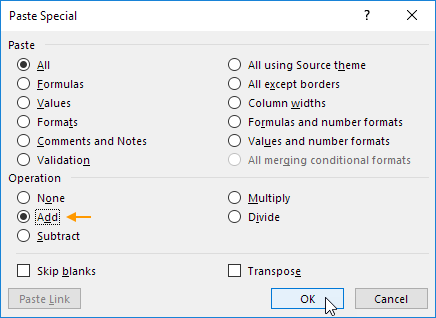 Paste Special
Paste
All
Formulas
Values
Formats
Comments and Notes
Validation
All using Source theme
All except borders
Column widths
Formulas and number formats
Values and number formats
All merging conditional formats
Operation
None
Add
Subtract
Multiply
Divide
Skip blanks
Transpose
Paste Link
OK
Cancel